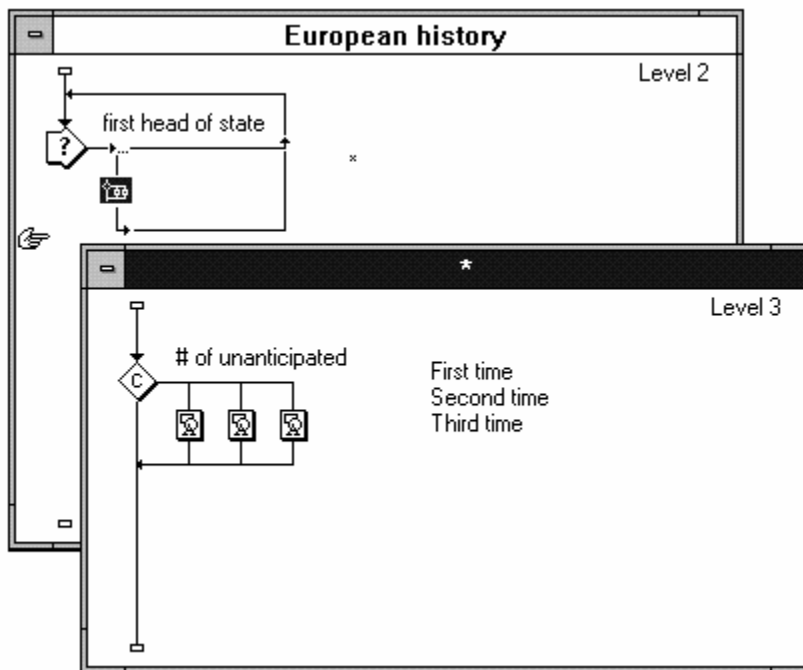 European history
Level 2
first head of state
?
...
*
*
Level 3
# of unanticipated
C
First time
Second time
Third time